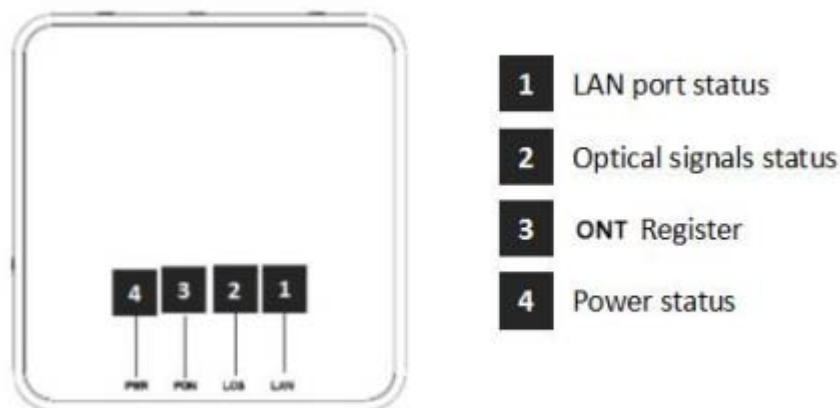 1 LAN port status
2 Optical signals status
3 ONT Register
4 Power status
4 3 2 1
PWR PON LOS LAN